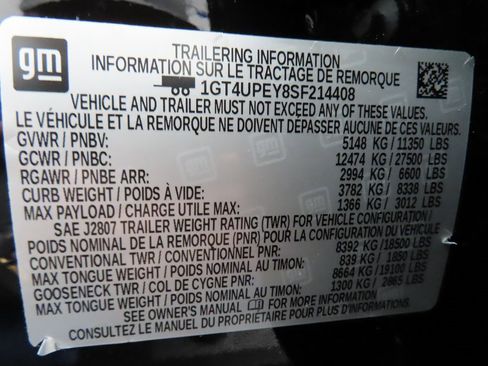 gm
TRAILERING INFORMATION
INFORMATION SUR LE TRACTAGE DE REMORQUE
1GT4UPEY8SF214408
VEHICLE AND TRAILER MUST NOT EXCEED ANY OF THESE VALUES.
LE VÉHICULE ET LA REMORQUE NE DOIVENT DÉPASSER AUCUNE DE CES VALEURS.
GVWR / PNBV: 5148 KG / 11350 LBS
GCWR / PNBC: 12474 KG / 27500 LBS
RGAWR / PNBE ARR: 2994 KG / 6600 LBS
CURB WEIGHT / POIDS À VIDE: 3782 KG / 8338 LBS
MAX PAYLOAD / CHARGE UTILE MAX: 1366 KG / 3012 LBS
SAE J2807 TRAILER WEIGHT RATING (TWR) FOR VEHICLE CONFIGURATION /
POIDS NOMINAL DE LA REMORQUE (PNR) POUR LA CONFIGURATION DU VÉHICULE
CONVENTIONAL TWR / CONVENTIONNEL PNR: 8392 KG / 18500 LBS
MAX TONGUE WEIGHT / POIDS NOMINAL AU TIMON: 839 KG / 1850 LBS
GOOSENECK TWR / COL DE CYGNE PNR: 8664 KG / 19100 LBS
MAX TONGUE WEIGHT / POIDS NOMINAL AU TIMON: 1300 KG / 2865 LBS
SEE OWNER'S MANUAL FOR MORE INFORMATION
CONSULTEZ LE MANUEL DU PROPRIÉTAIRE POUR PLUS D'INFORMATION